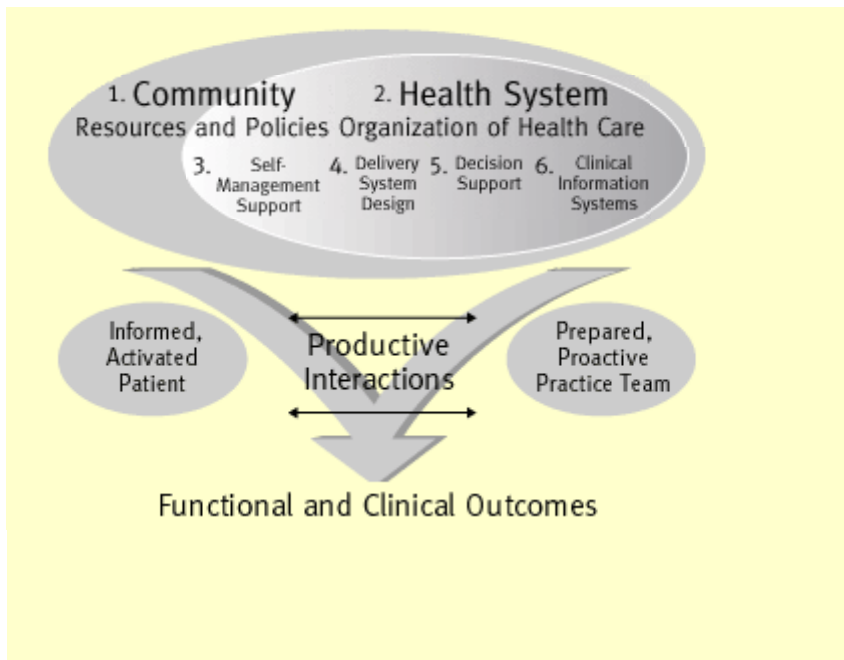 1. Community
2. Health System
Resources and Policies
Organization of Health Care
3. Self-
Management
Support
4. Delivery
System
Design
5. Decision
Support
6. Clinical
Information
Systems
Informed,
Activated
Patient
Productive
Interactions
Prepared,
Proactive
Practice Team
Functional and Clinical Outcomes